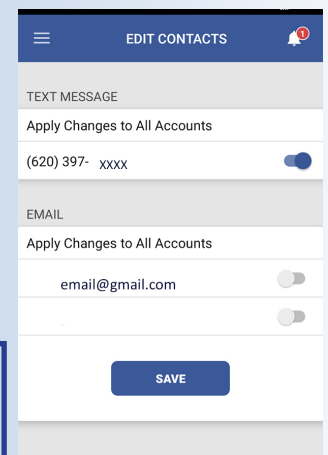 EDIT CONTACTS
1
TEXT MESSAGE
Apply Changes to All Accounts
(620) 397- xxxx
EMAIL
Apply Changes to All Accounts
email@gmail.com
SAVE